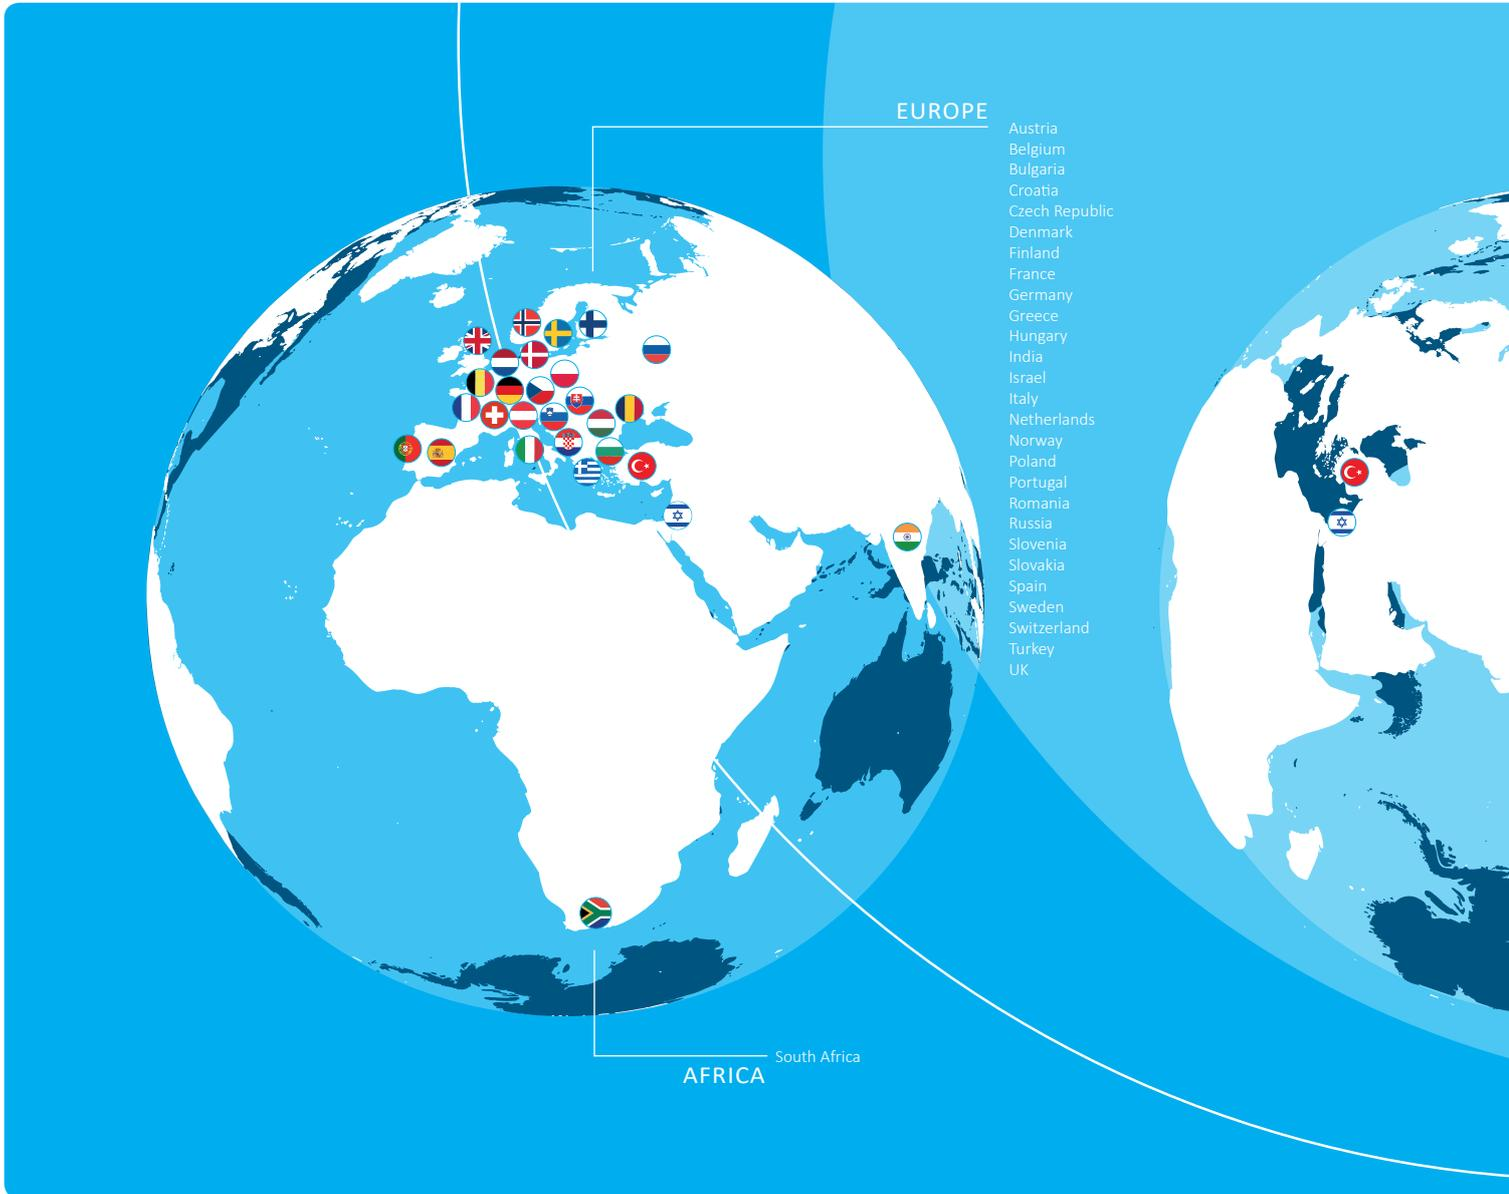 EUROPE
Austria
Belgium
Bulgaria
Croatia
Czech Republic
Denmark
Finland
France
Germany
Greece
Hungary
India
Israel
Italy
Netherlands
Norway
Poland
Portugal
Romania
Russia
Slovenia
Slovakia
Spain
Sweden
Switzerland
Turkey
UK
South Africa
AFRICA